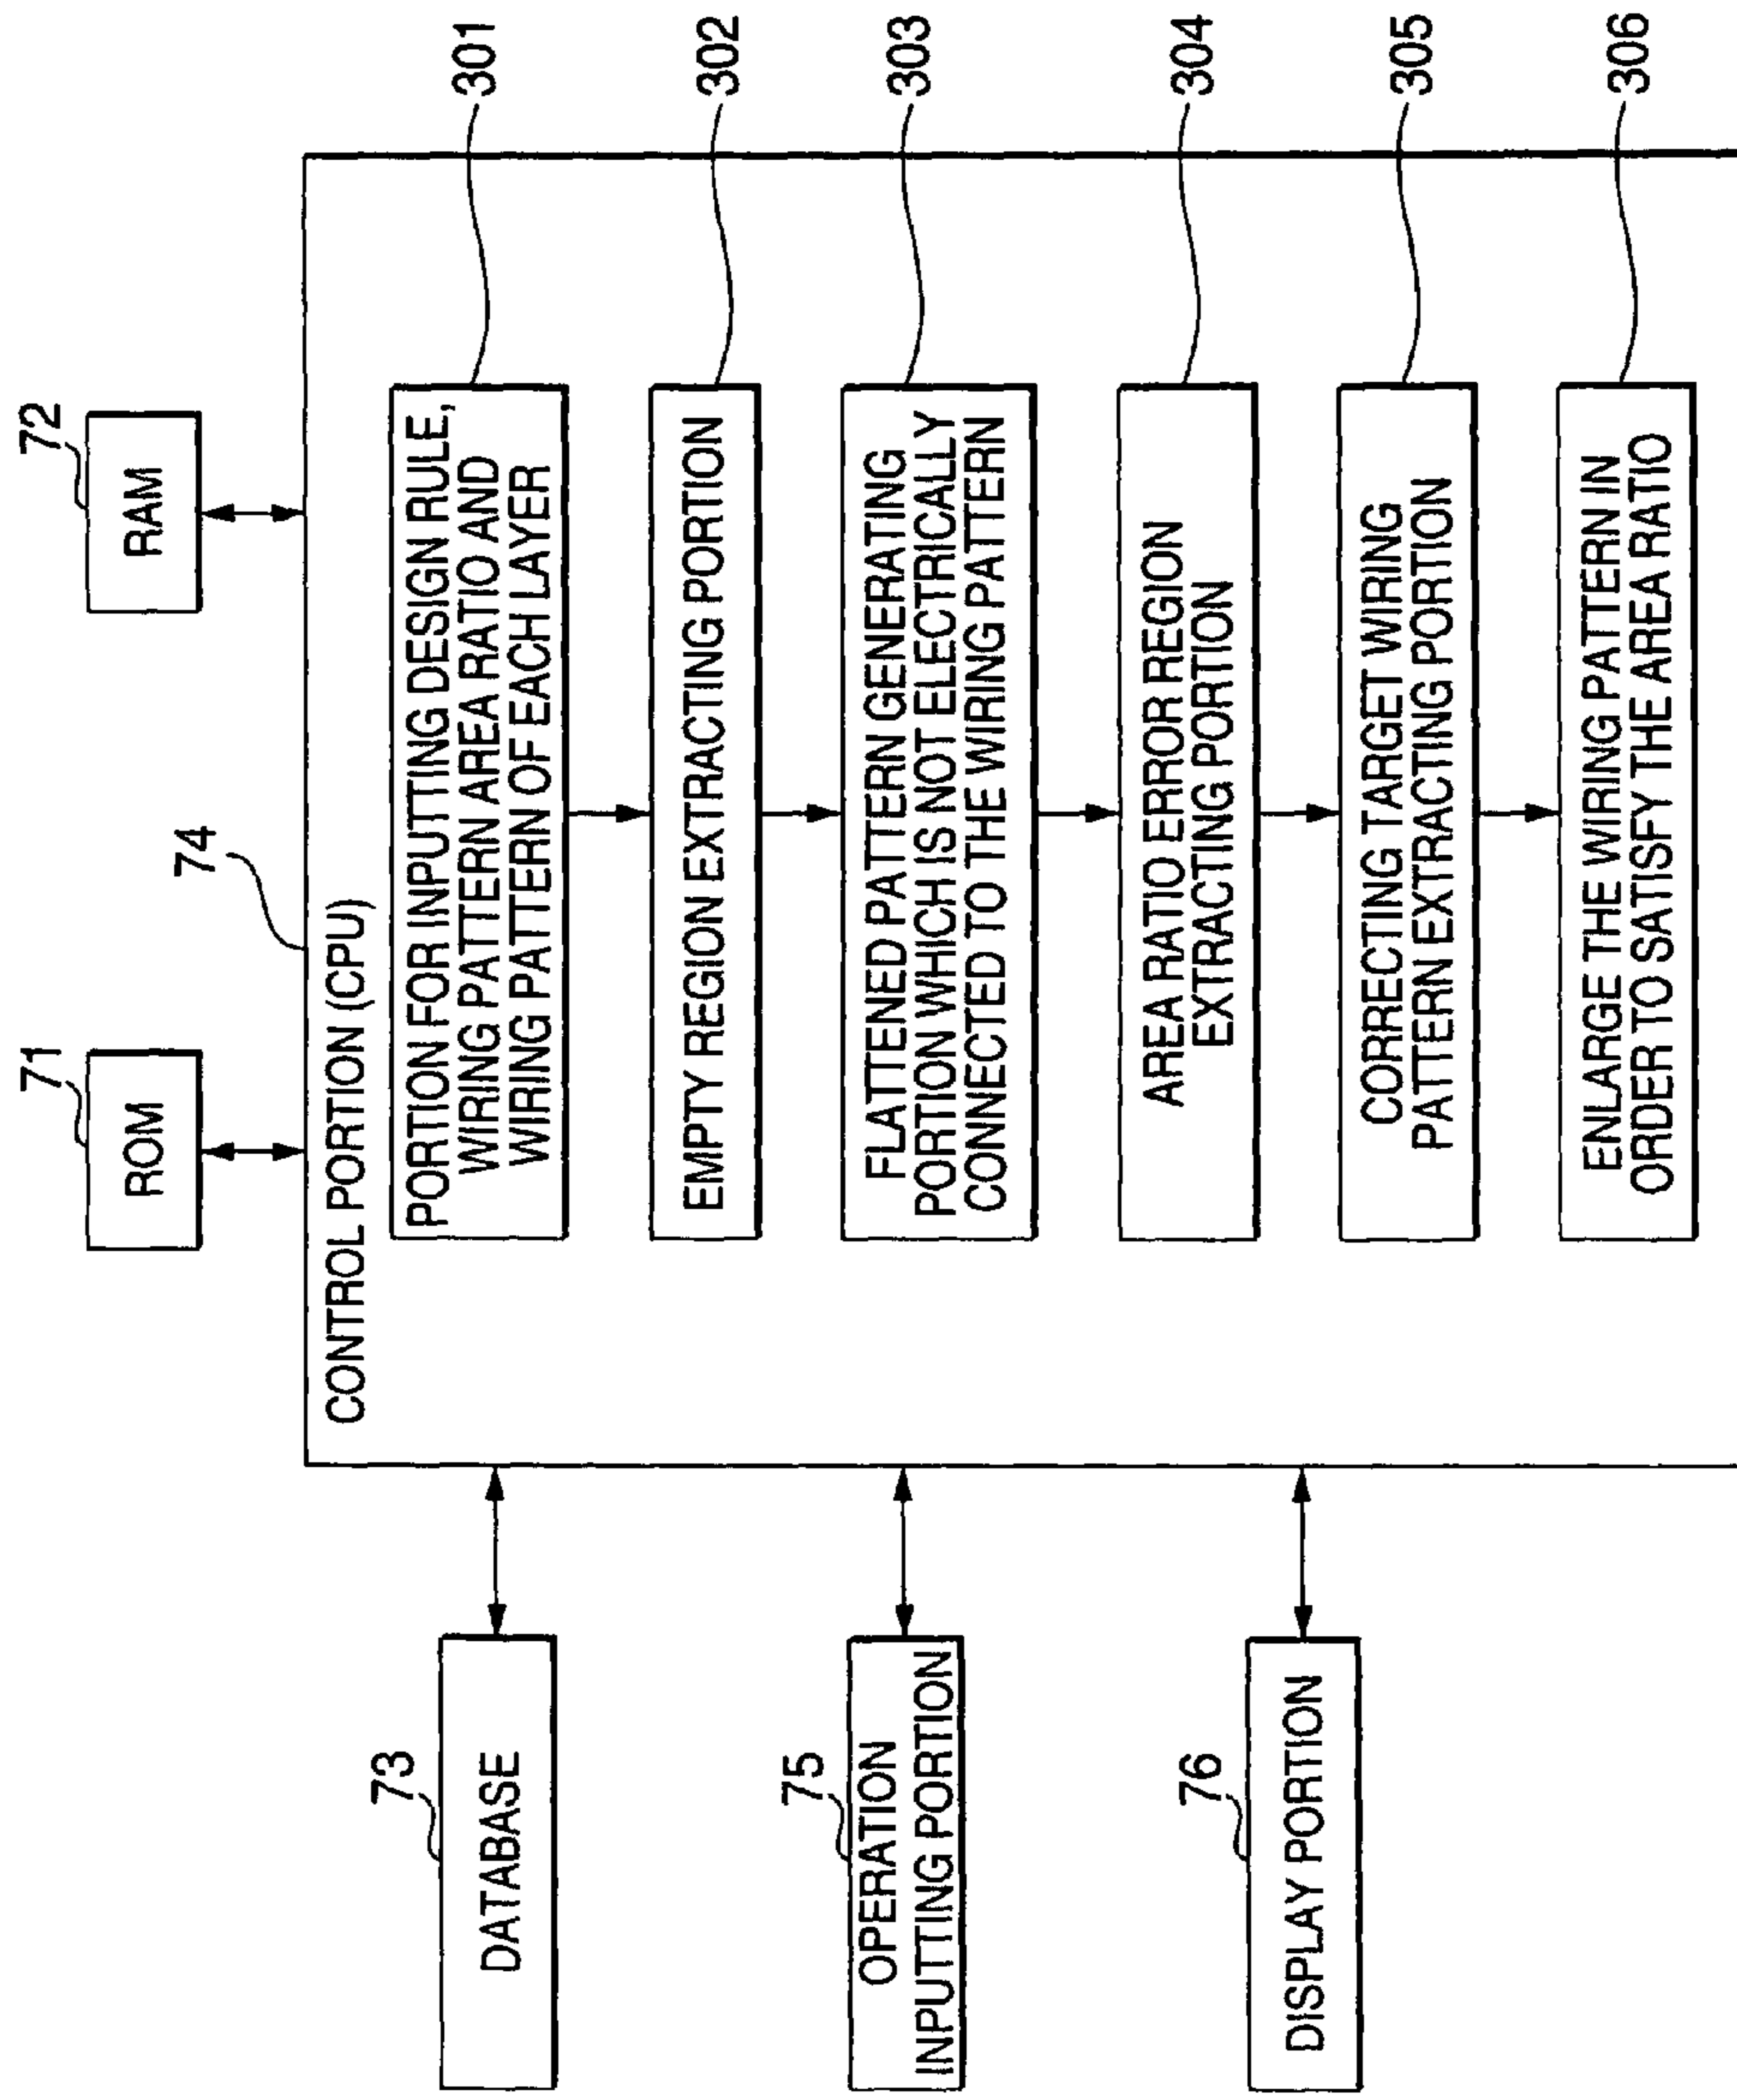 71
ROM
72
RAM
74
CONTROL PORTION (CPU)
73
DATABASE
75
OPERATION
INPUTTING PORTION
76
DISPLAY PORTION
PORTION FOR INPUTTING DESIGN RULE,
WIRING PATTERN AREA RATIO AND
WIRING PATTERN OF EACH LAYER
301
EMPTY REGION EXTRACTING PORTION
302
FLATTENED PATTERN GENERATING
PORTION WHICH IS NOT ELECTRICALLY
CONNECTED TO THE WIRING PATTERN
303
AREA RATIO ERROR REGION
EXTRACTING PORTION
304
CORRECTING TARGET WIRING
PATTERN EXTRACTING PORTION
305
ENLARGE THE WIRING PATTERN IN
ORDER TO SATISFY THE AREA RATIO
306